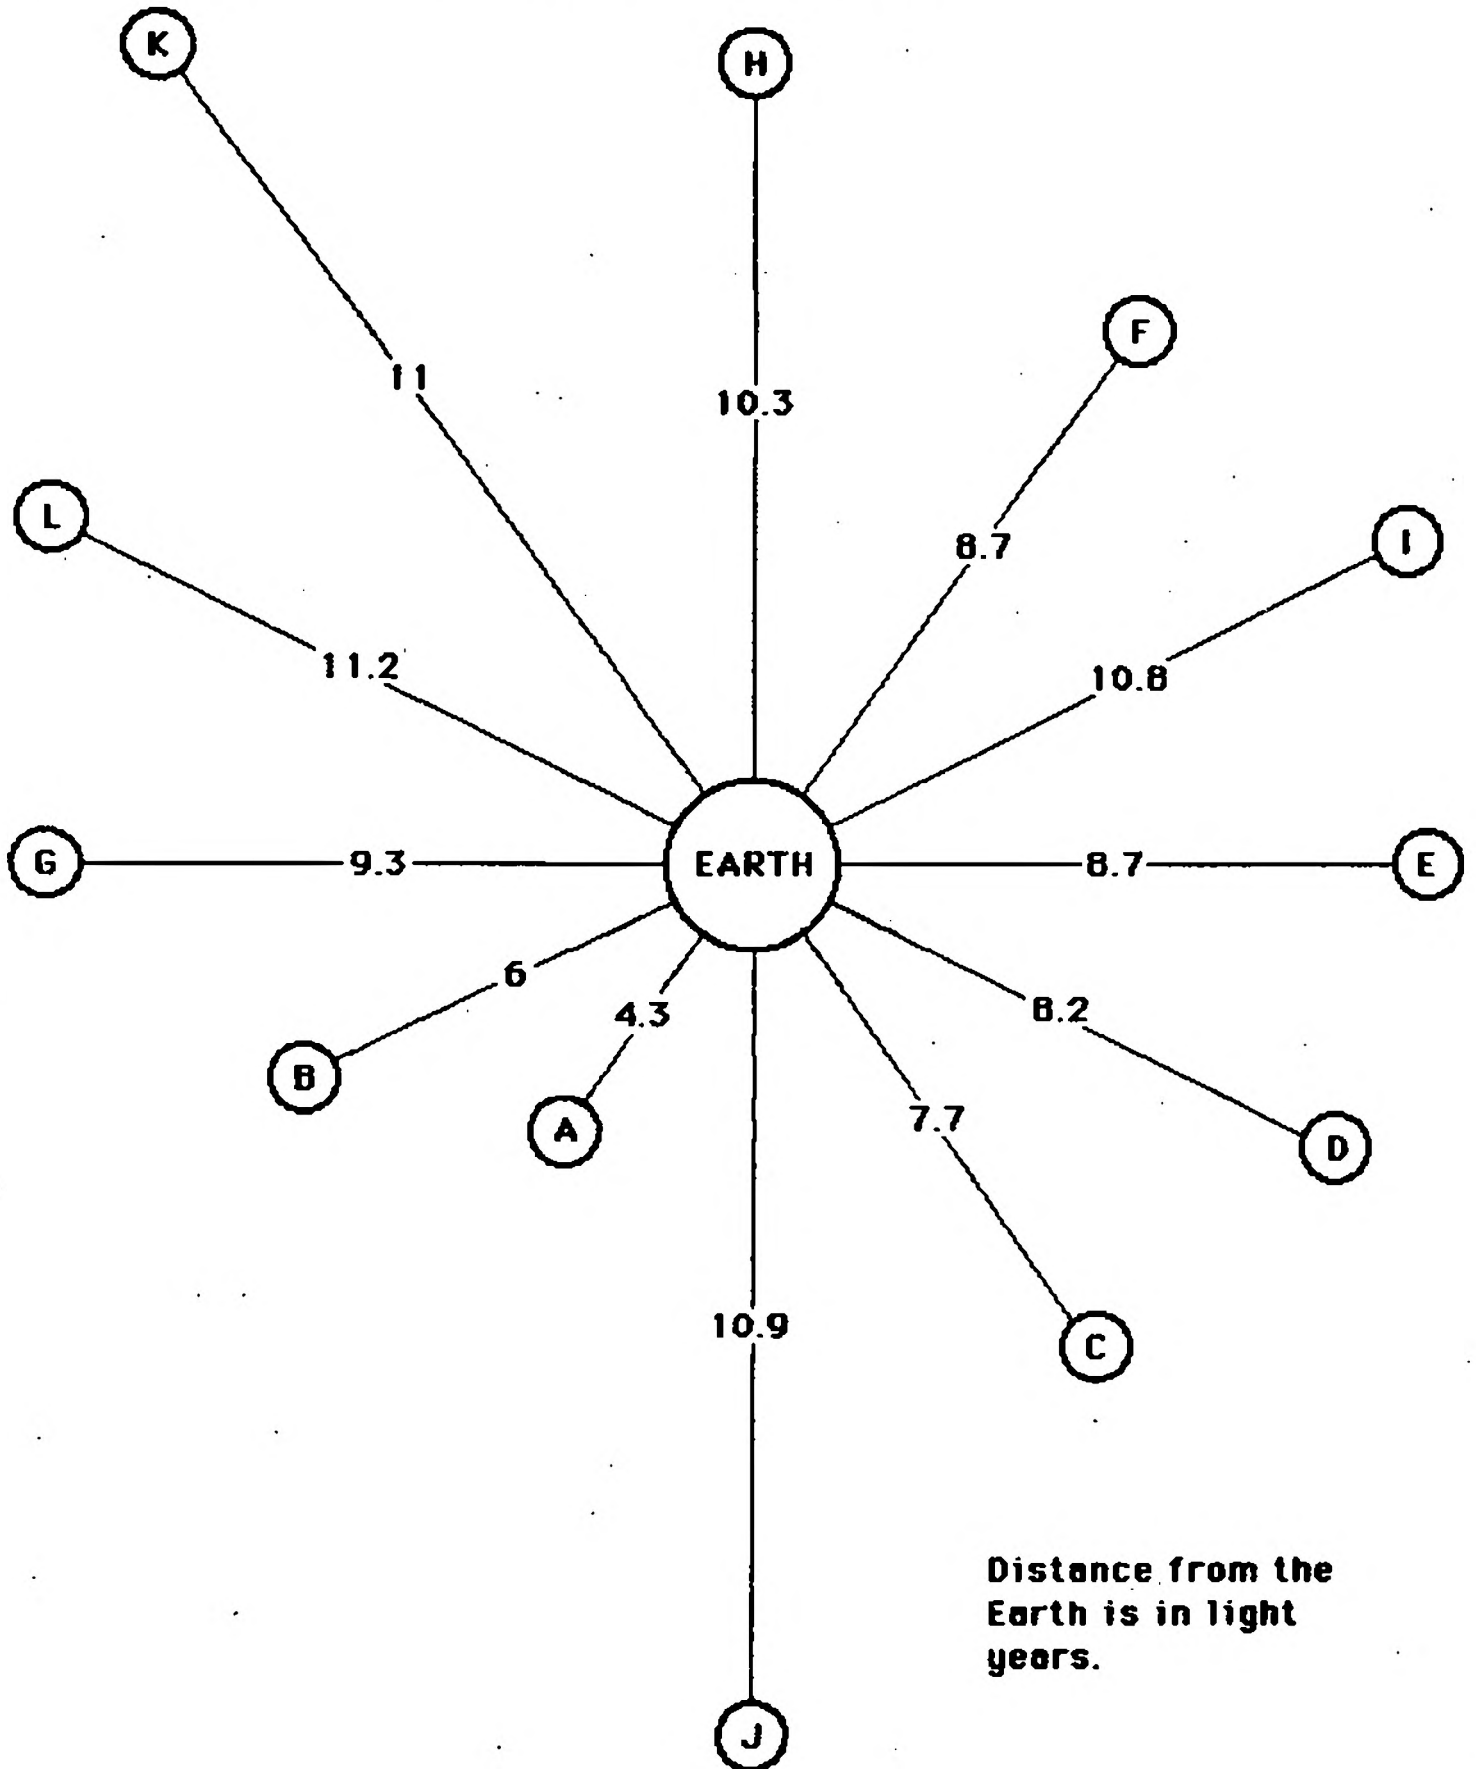 K
H
F
11
10.3
L
I
8.7
11.2
10.8
G
9.3
EARTH
8.7
E
6
8.2
4.3
B
A
7.7
D
10.9
C
Distance from the
Earth is in light
years.
J